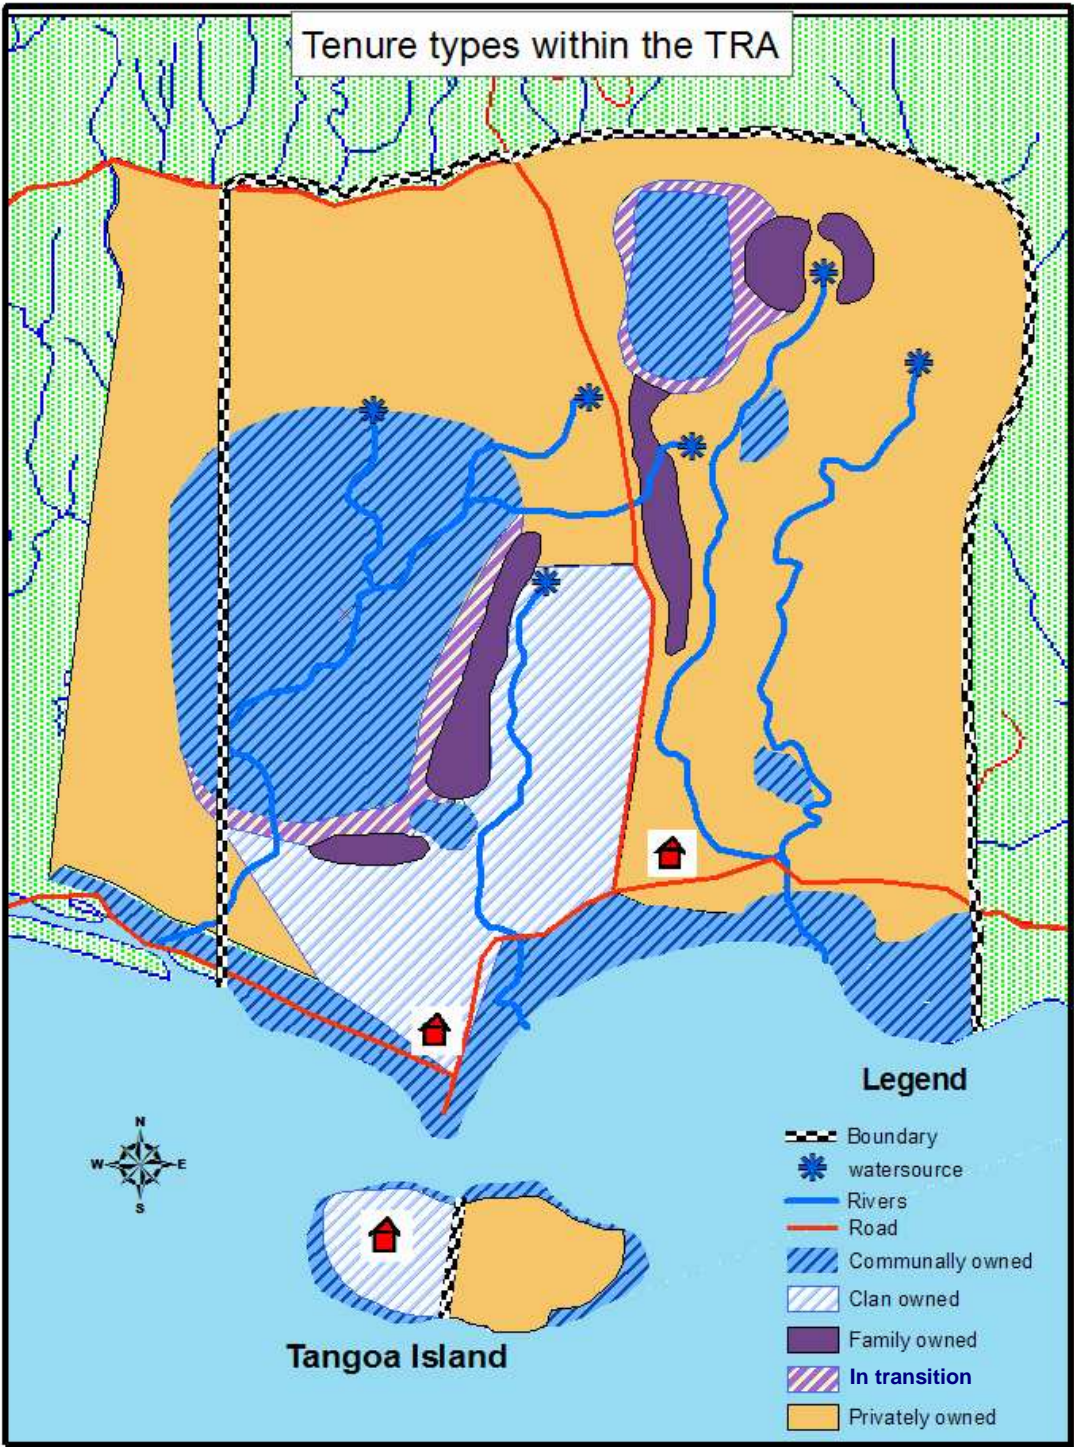 Tenure types within the TRA
Legend
Boundary
watersource
Rivers
Road
Communally owned
Clan owned
Family owned
In transition
Privately owned
N
W E
S
Tangoa Island